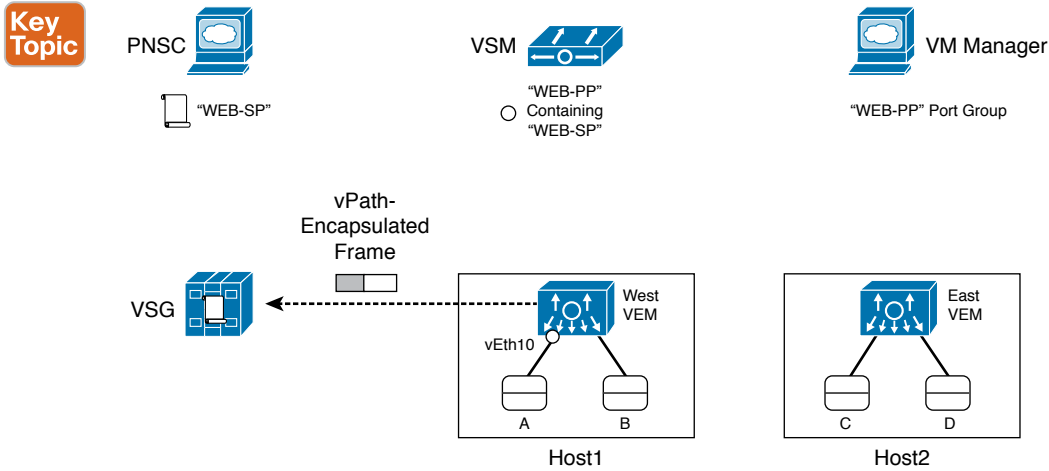 Key
Topic
PNSC
VSM
VM Manager
“WEB-SP”
“WEB-PP”
Containing
“WEB-SP”
“WEB-PP” Port Group
vPath-
Encapsulated
Frame
VSG
West
VEM
vEth10
A
B
Host1
East
VEM
C
D
Host2